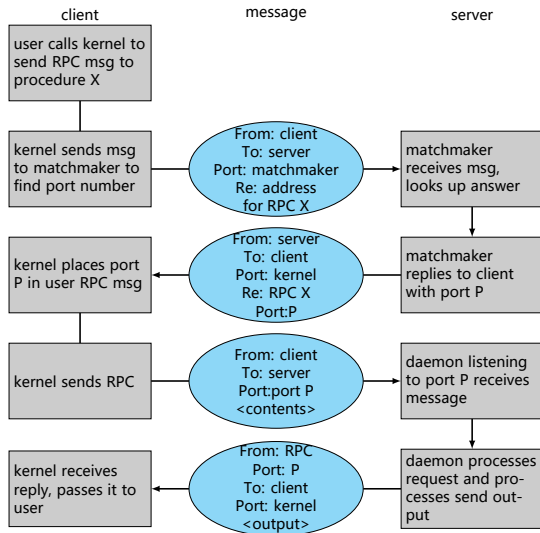 client
message
server
user calls kernel to
send RPC msg to
procedure X
kernel sends msg
to matchmaker to
find port number
From: client
To: server
Port: matchmaker
Re: address
for RPC X
matchmaker
receives msg,
looks up answer
kernel places port
P in user RPC msg
From: server
To: client
Port: kernel
Re: RPC X
Port:P
matchmaker
replies to client
with port P
kernel sends RPC
From: client
To: server
Port:port P
<contents>
daemon listening
to port P receives
message
kernel receives
reply, passes it to
user
From: RPC
Port: P
To: client
Port: kernel
<output>
daemon processes
request and pro-
cesses send out-
put